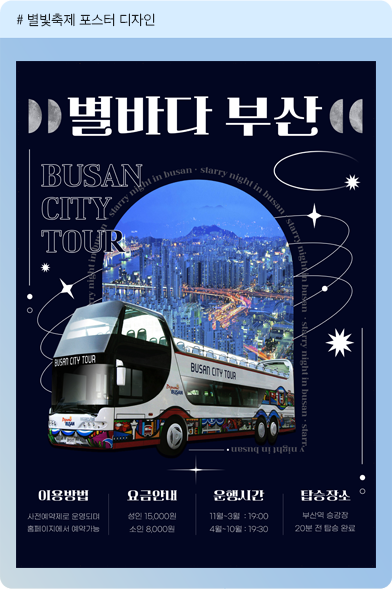 # 별빛축제 포스터 디자인
별바다 부산
BUSAN
CITY
TOUR
starry night in busan · starry night in busan · starry night in busan · starry night in busan
BUSAN CITY TOUR
BUSAN CITY TOUR
이용방법
사전예약제로 운영되며
홈페이지에서 예약가능
요금안내
성인 15,000원
소인 8,000원
운행시간
11월~3월 : 19:00
4월~10월 : 19:30
탑승장소
부산역 승강장
20분 전 탑승 완료